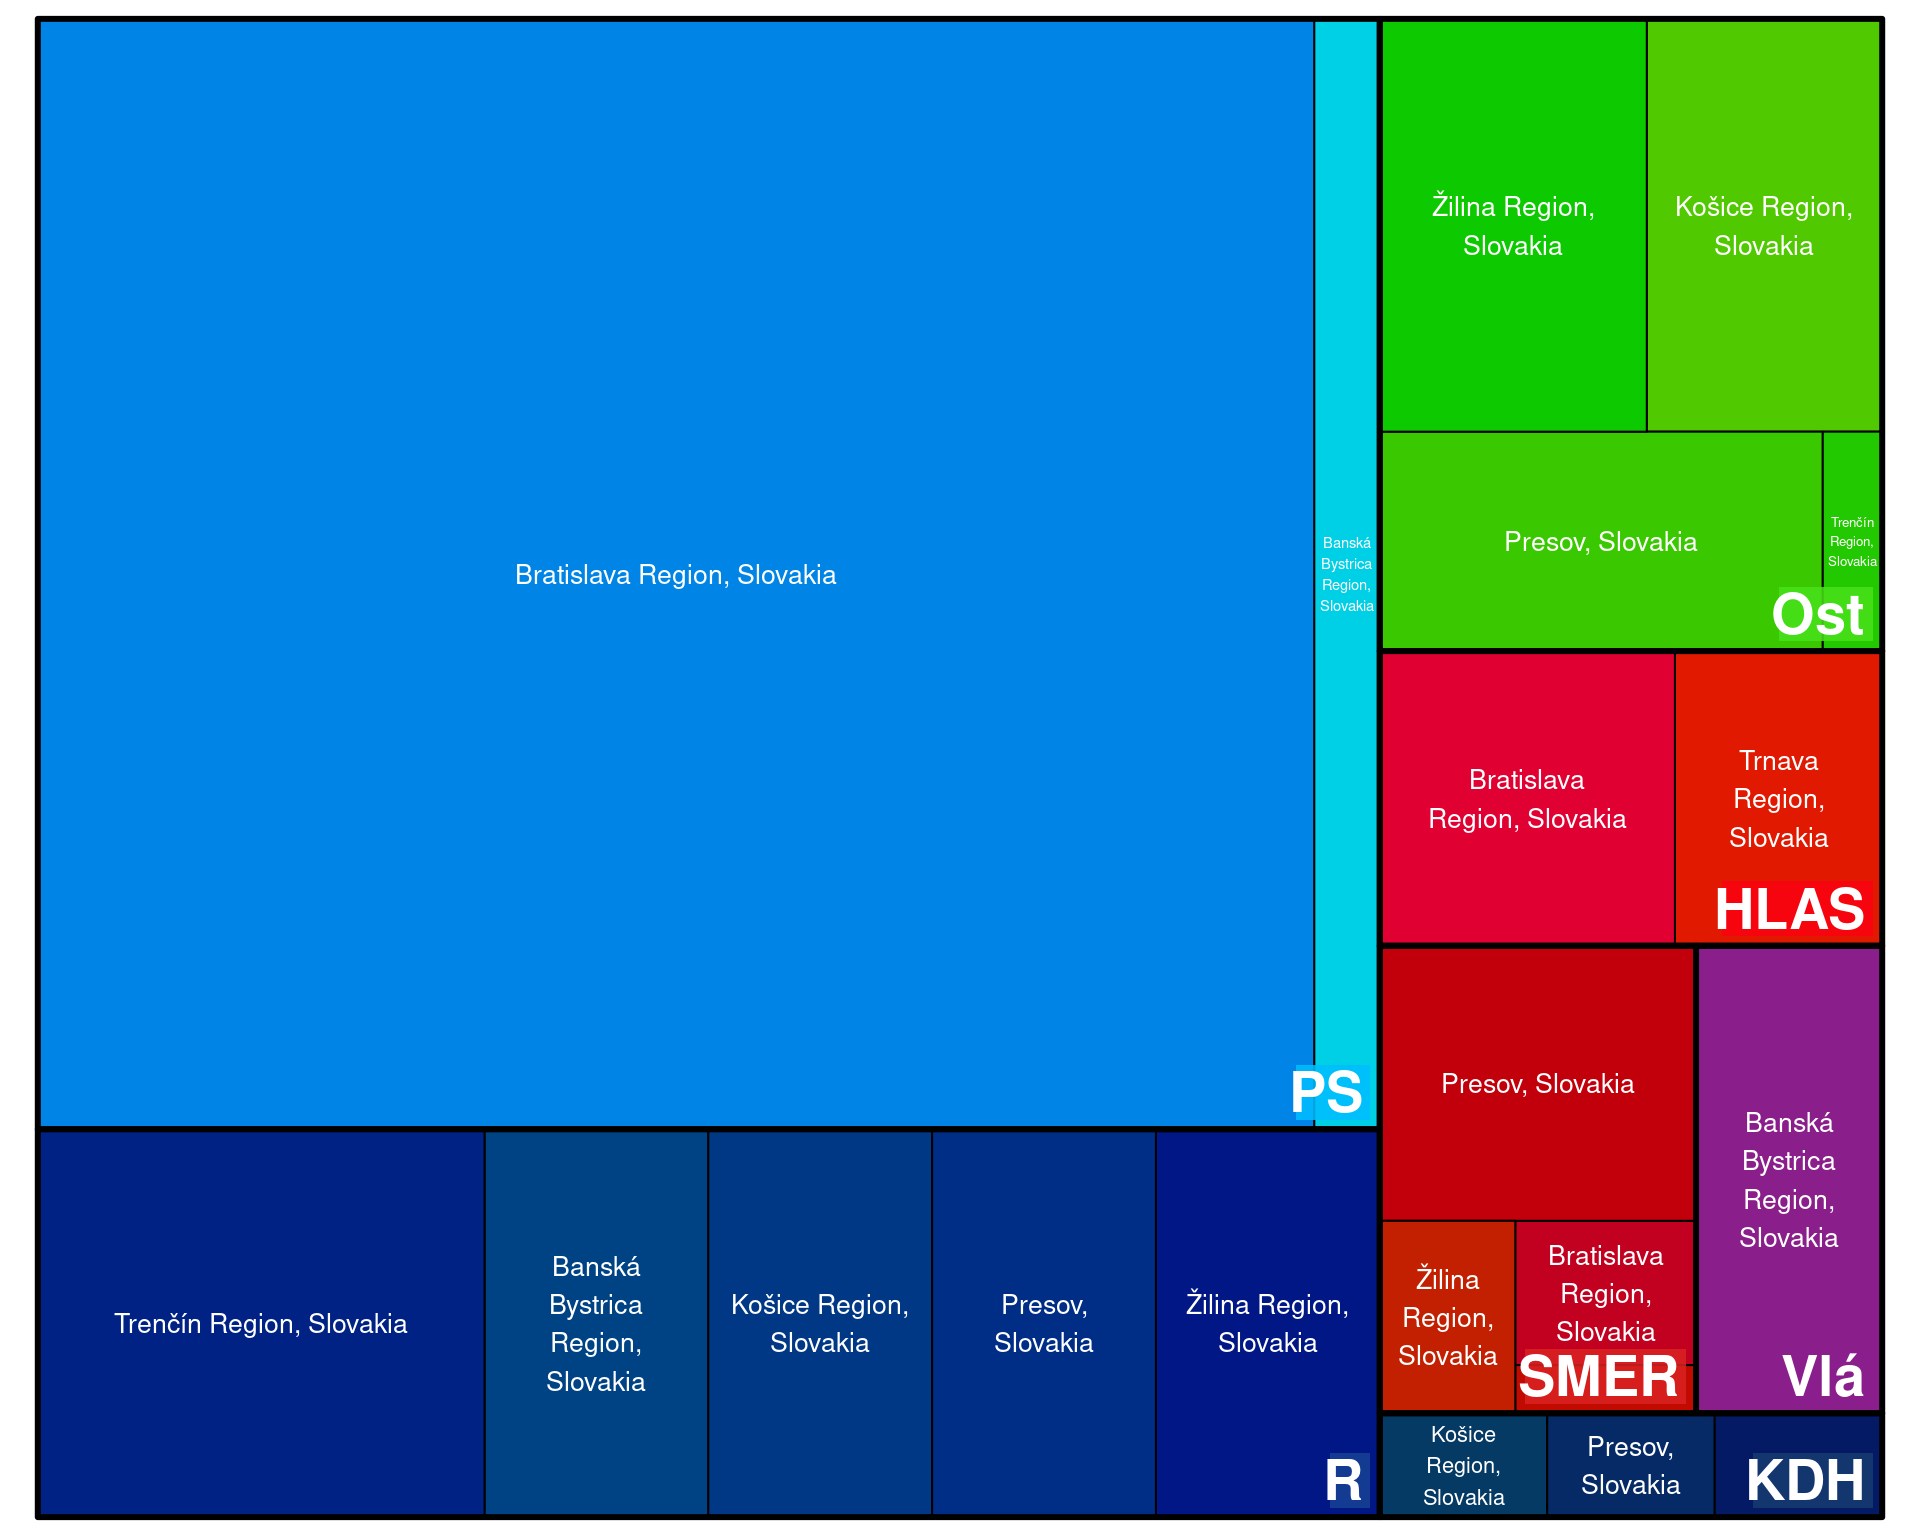 Bratislava Region, Slovakia
Banská
Bystrica
Region,
Slovakia
PS
Trenčín Region, Slovakia
Banská
Bystrica
Region,
Slovakia
Košice Region,
Slovakia
Presov,
Slovakia
Žilina Region,
Slovakia
R
Žilina Region,
Slovakia
Košice Region,
Slovakia
Presov, Slovakia
Trenčín
Region,
Slovakia
Ost
Bratislava
Region, Slovakia
Trnava
Region,
Slovakia
HLAS
Presov, Slovakia
Žilina
Region,
Slovakia
Bratislava
Region,
Slovakia
SMER
Banská
Bystrica
Region,
Slovakia
Vlá
Košice
Region,
Slovakia
Presov,
Slovakia
KDH